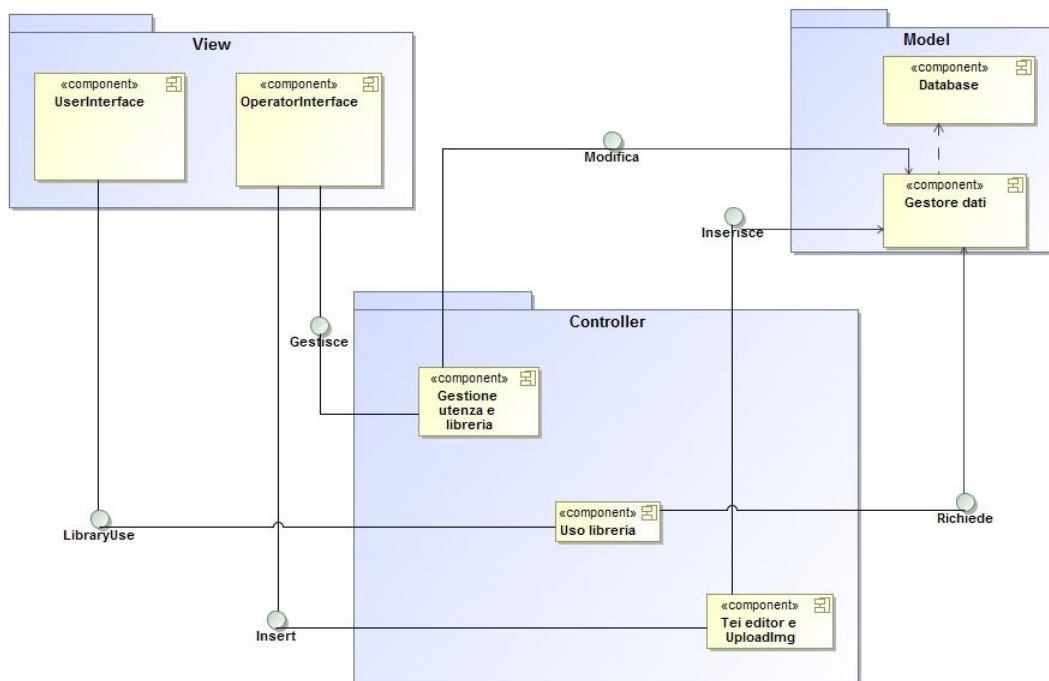 View
«component»
UserInterface
«component»
OperatorInterface
Model
«component»
Database
«component»
Gestore dati
Modifica
Inserisce
Gestisce
Controller
«component»
Gestione
utenza e
libreria
LibraryUse
«component»
Uso libreria
Richiede
Insert
«component»
Tei editor e
UploadImg